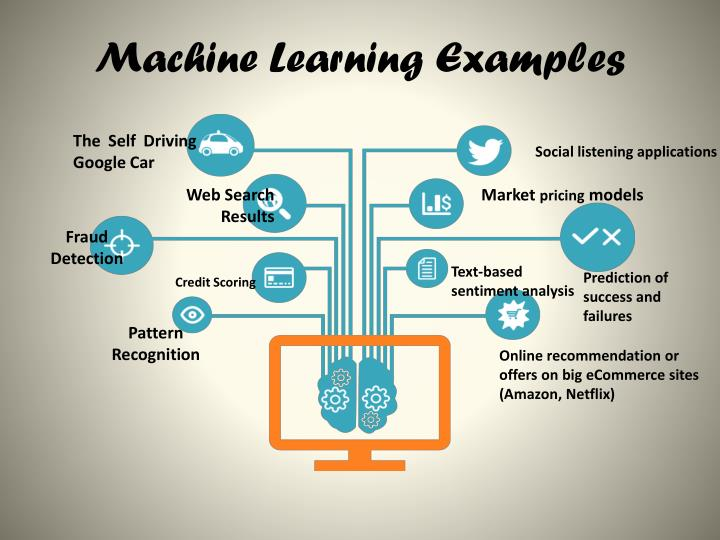 Machine Learning Examples
The Self Driving
Google Car
Web Search
Results
Fraud
Detection
Credit Scoring
Pattern
Recognition
Social listening applications
Market pricing models
$
Text-based
sentiment analysis
Prediction of
success and
failures
Online recommendation or
offers on big eCommerce sites
(Amazon, Netflix)